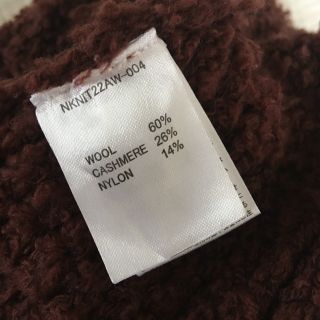 NKNIT22AW-004
WOOL 60%
CASHMERE 26%
NYLON 14%